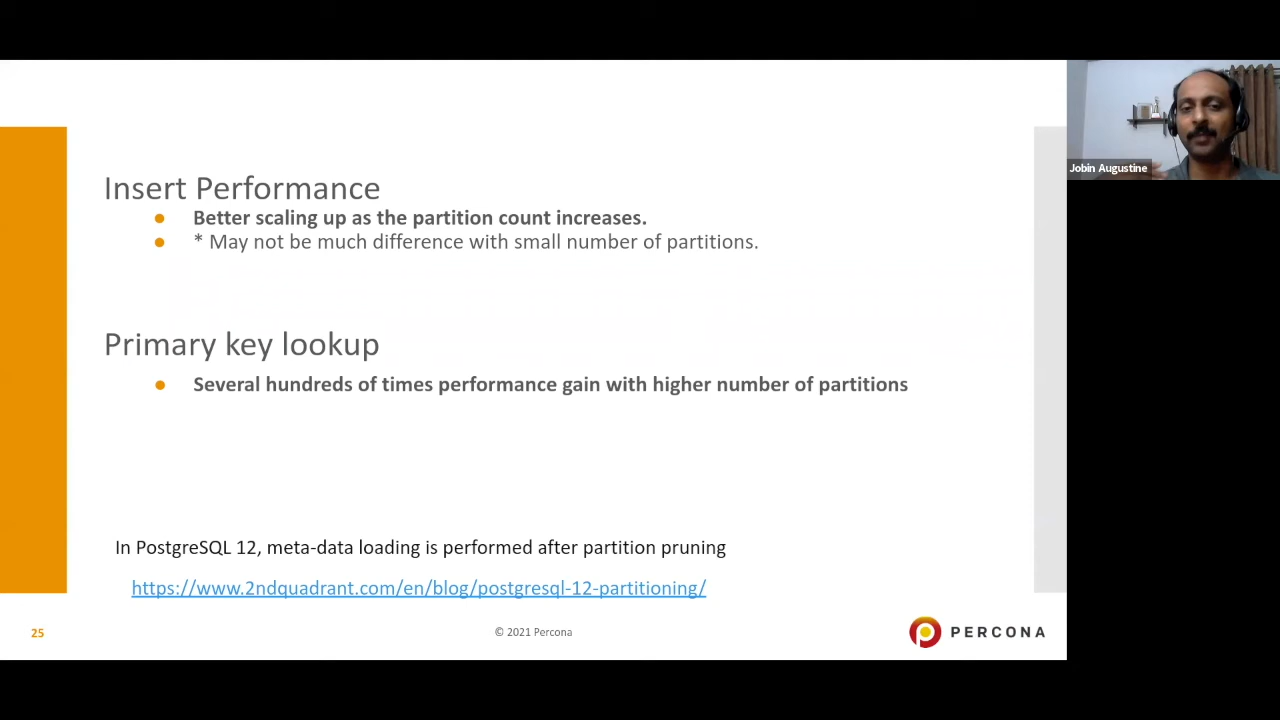 Insert Performance
● Better scaling up as the partition count increases.
● * May not be much difference with small number of partitions.
Primary key lookup
● Several hundreds of times performance gain with higher number of partitions
In PostgreSQL 12, meta-data loading is performed after partition pruning
https://www.2ndquadrant.com/en/blog/postgresql-12-partitioning/
25
© 2021 Percona
PERCONA
Jobin Augustine